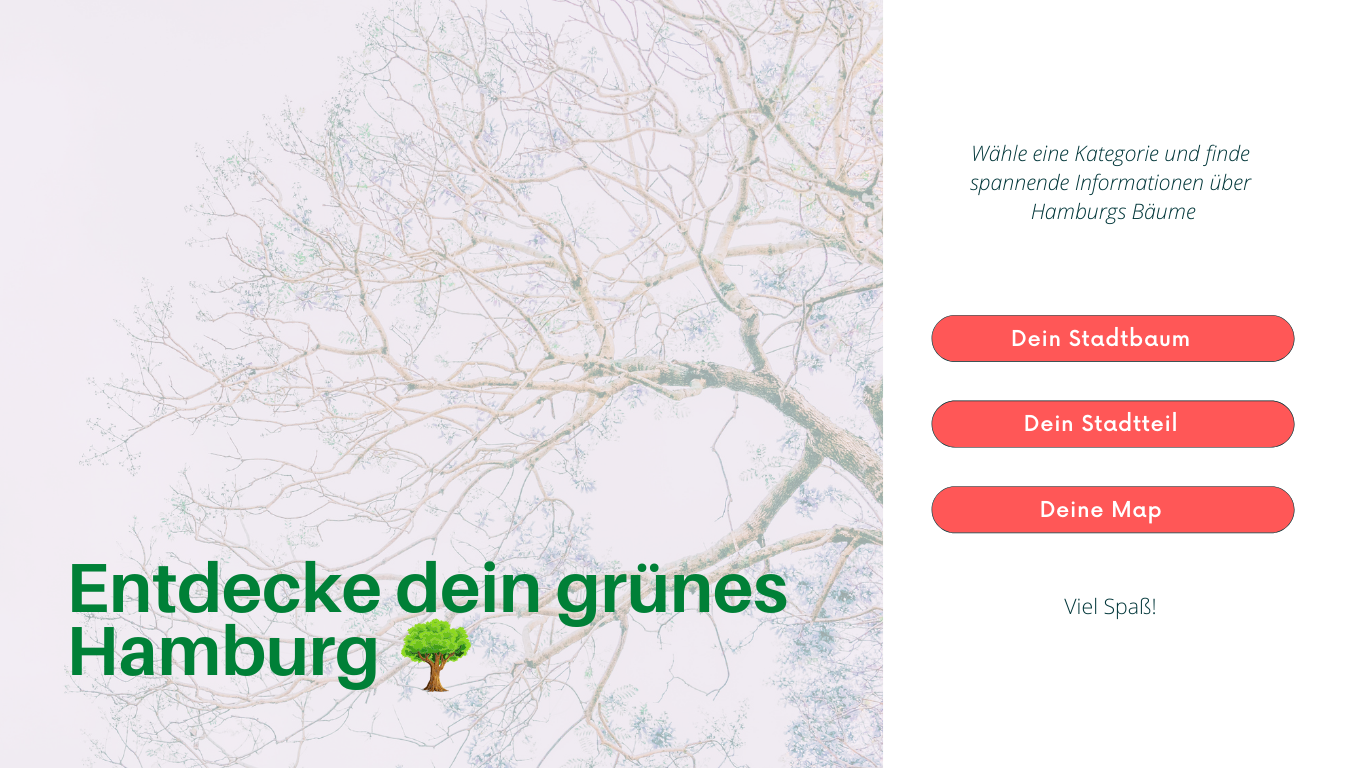 Entdecke dein grünes
Hamburg
Wähle eine Kategorie und finde
spannende Informationen über
Hamburgs Bäume
Dein Stadtbaum
Dein Stadtteil
Deine Map
Viel Spaß!